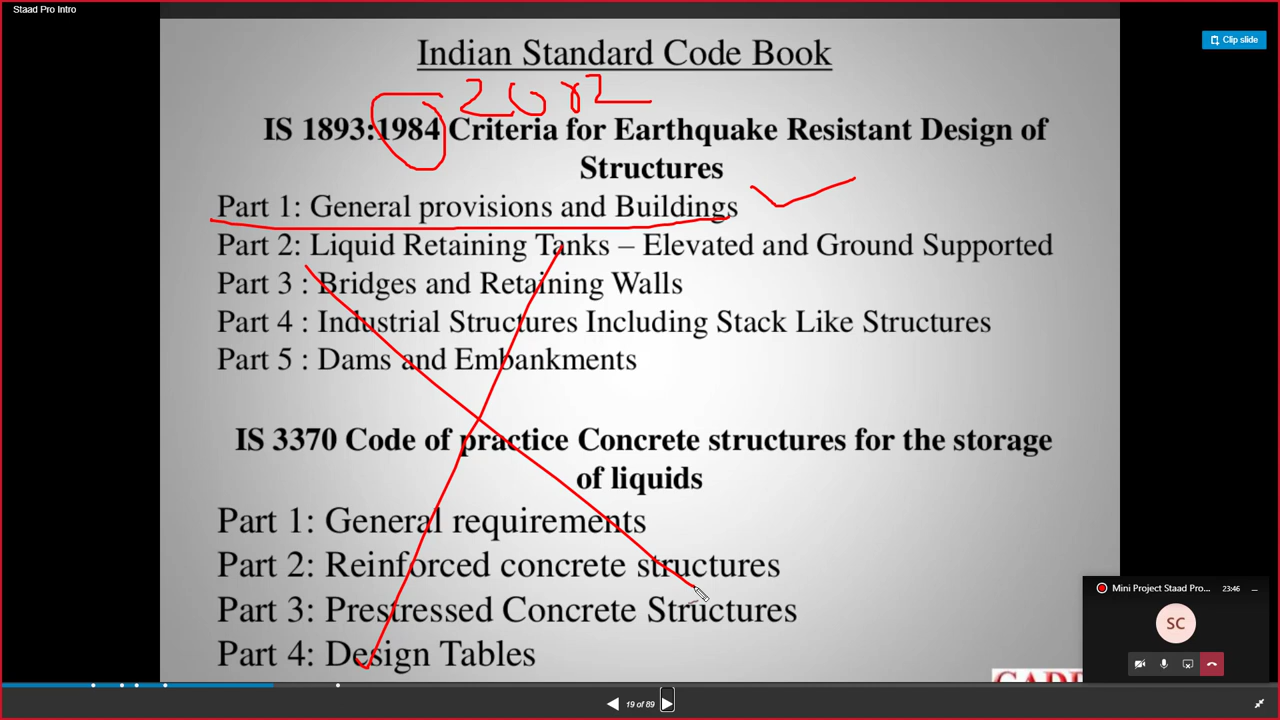 Staad Pro Intro
Clip slide
Indian Standard Code Book
IS 1893:1984 Criteria for Earthquake Resistant Design of
Structures
Part 1: General provisions and Buildings
Part 2: Liquid Retaining Tanks – Elevated and Ground Supported
Part 3 : Bridges and Retaining Walls
Part 4 : Industrial Structures Including Stack Like Structures
Part 5 : Dams and Embankments
IS 3370 Code of practice Concrete structures for the storage
of liquids
Part 1: General requirements
Part 2: Reinforced concrete structures
Part 3: Prestressed Concrete Structures
Part 4: Design Tables
Mini Project Staad Pro...
23:46
SC
19 of 89